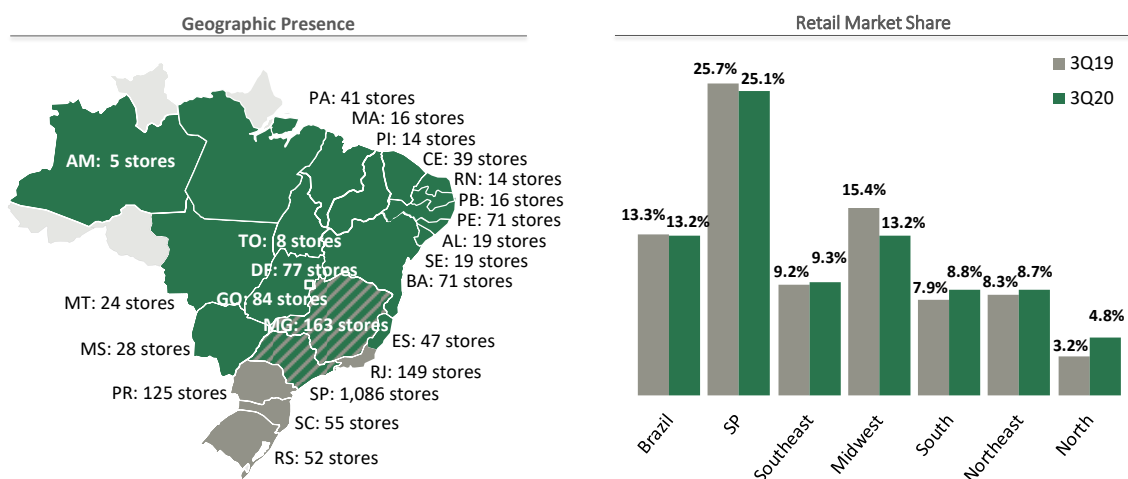 Geographic Presence
PA: 41 stores
MA: 16 stores
PI: 14 stores
CE: 39 stores
RN: 14 stores
PB: 16 stores
PE: 71 stores
AL: 19 stores
SE: 19 stores
BA: 71 stores
AM: 5 stores
TO: 8 stores
DF: 77 stores
GO: 84 stores
MG: 163 stores
MT: 24 stores
MS: 28 stores
ES: 47 stores
RJ: 149 stores
PR: 125 stores
SP: 1,086 stores
SC: 55 stores
RS: 52 stores
Retail Market Share
3Q19
3Q20
13.3%
13.2%
25.7%
25.1%
9.2%
9.3%
15.4%
13.2%
7.9%
8.8%
8.3%
8.7%
3.2%
4.8%
Brazil
SP
Southeast
Midwest
South
Northeast
North